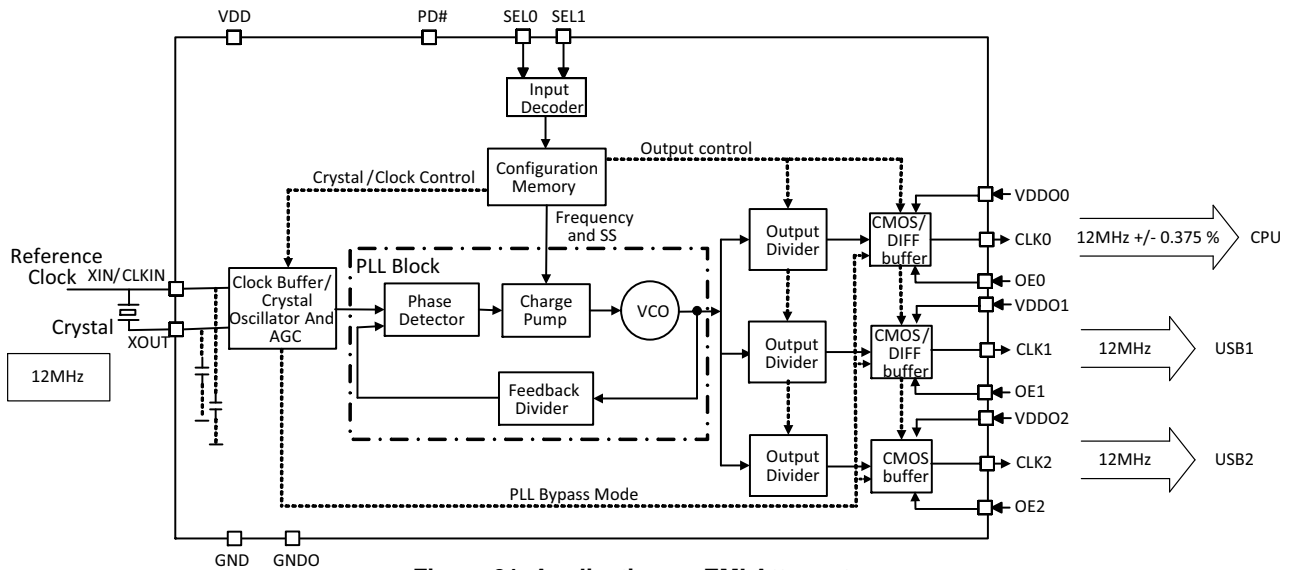 VDD
PD#
SEL0
SEL1
Input
Decoder
Configuration
Memory
Output control
Crystal /Clock Control
Frequency
and SS
VDDO0
Output
Divider
CMOS/
DIFF
buffer
CLK0
12MHz +/- 0.375 %
CPU
OE0
Reference
Clock
XIN/CLKIN
Crystal
XOUT
12MHz
Clock Buffer/
Crystal
Oscillator And
AGC
PLL Block
Phase
Detector
Charge
Pump
VCO
Feedback
Divider
VDDO1
Output
Divider
CMOS/
DIFF
buffer
CLK1
12MHz
USB1
OE1
VDDO2
Output
Divider
CMOS
buffer
CLK2
12MHz
USB2
OE2
PLL Bypass Mode
GND
GNDO